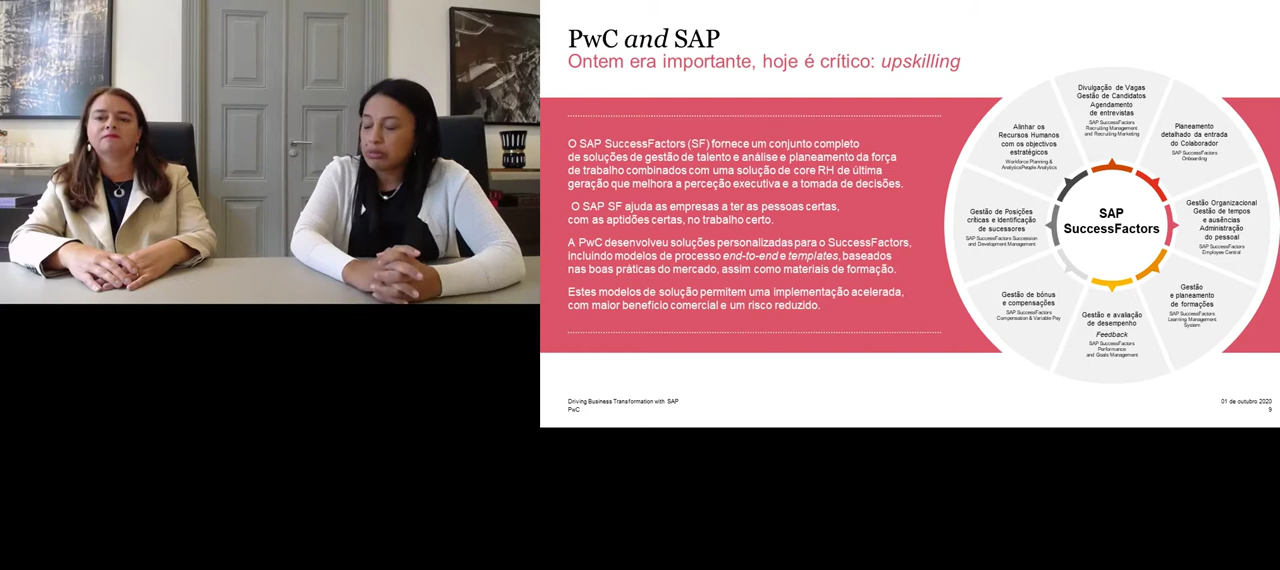 PwC and SAP
Ontem era importante, hoje é crítico: upskilling
O SAP SuccessFactors (SF) fornece um conjunto completo
de soluções de gestão de talento e análise e planeamento da força
de trabalho combinados com uma solução de core RH de última
geração que melhora a perceção executiva e a tomada de decisões.
O SAP SF ajuda as empresas a ter as pessoas certas,
com as aptidões certas, no trabalho certo.
A PwC desenvolveu soluções personalizadas para o SuccessFactors,
incluindo modelos de processo end-to-end e templates, baseados
nas boas práticas do mercado, assim como materiais de formação.
Estes modelos de solução permitem uma implementação acelerada,
com maior benefício comercial e um risco reduzido.
Divulgação de Vagas
Gestão de Candidatos
Agendamento
de entrevistas
SAP SuccessFactors
Recruiting Management
and Recruiting Marketing
Planeamento
detalhado da entrada
do Colaborador
SAP SuccessFactors
Onboarding
Gestão Organizacional
Gestão de tempos
e ausências
Administração
do pessoal
SAP SuccessFactors
Employee Central
Gestão
e planeamento
de formações
SAP SuccessFactors
Learning Management
System
Gestão e avaliação
de desempenho
Feedback
SAP SuccessFactors
Performance
and Goals Management
Gestão de bónus
e compensações
SAP SuccessFactors
Compensation & Variable Pay
Gestão de Posições
críticas e Identificação
de sucessores
SAP SuccessFactors Succession
and Development Management
Alinhar os
Recursos Humanos
com os objectivos
estratégicos
Workforce Planning &
Analytics People Analytics
SAP
SuccessFactors
Driving Business Transformation with SAP
PwC
01 de outubro 2020
9